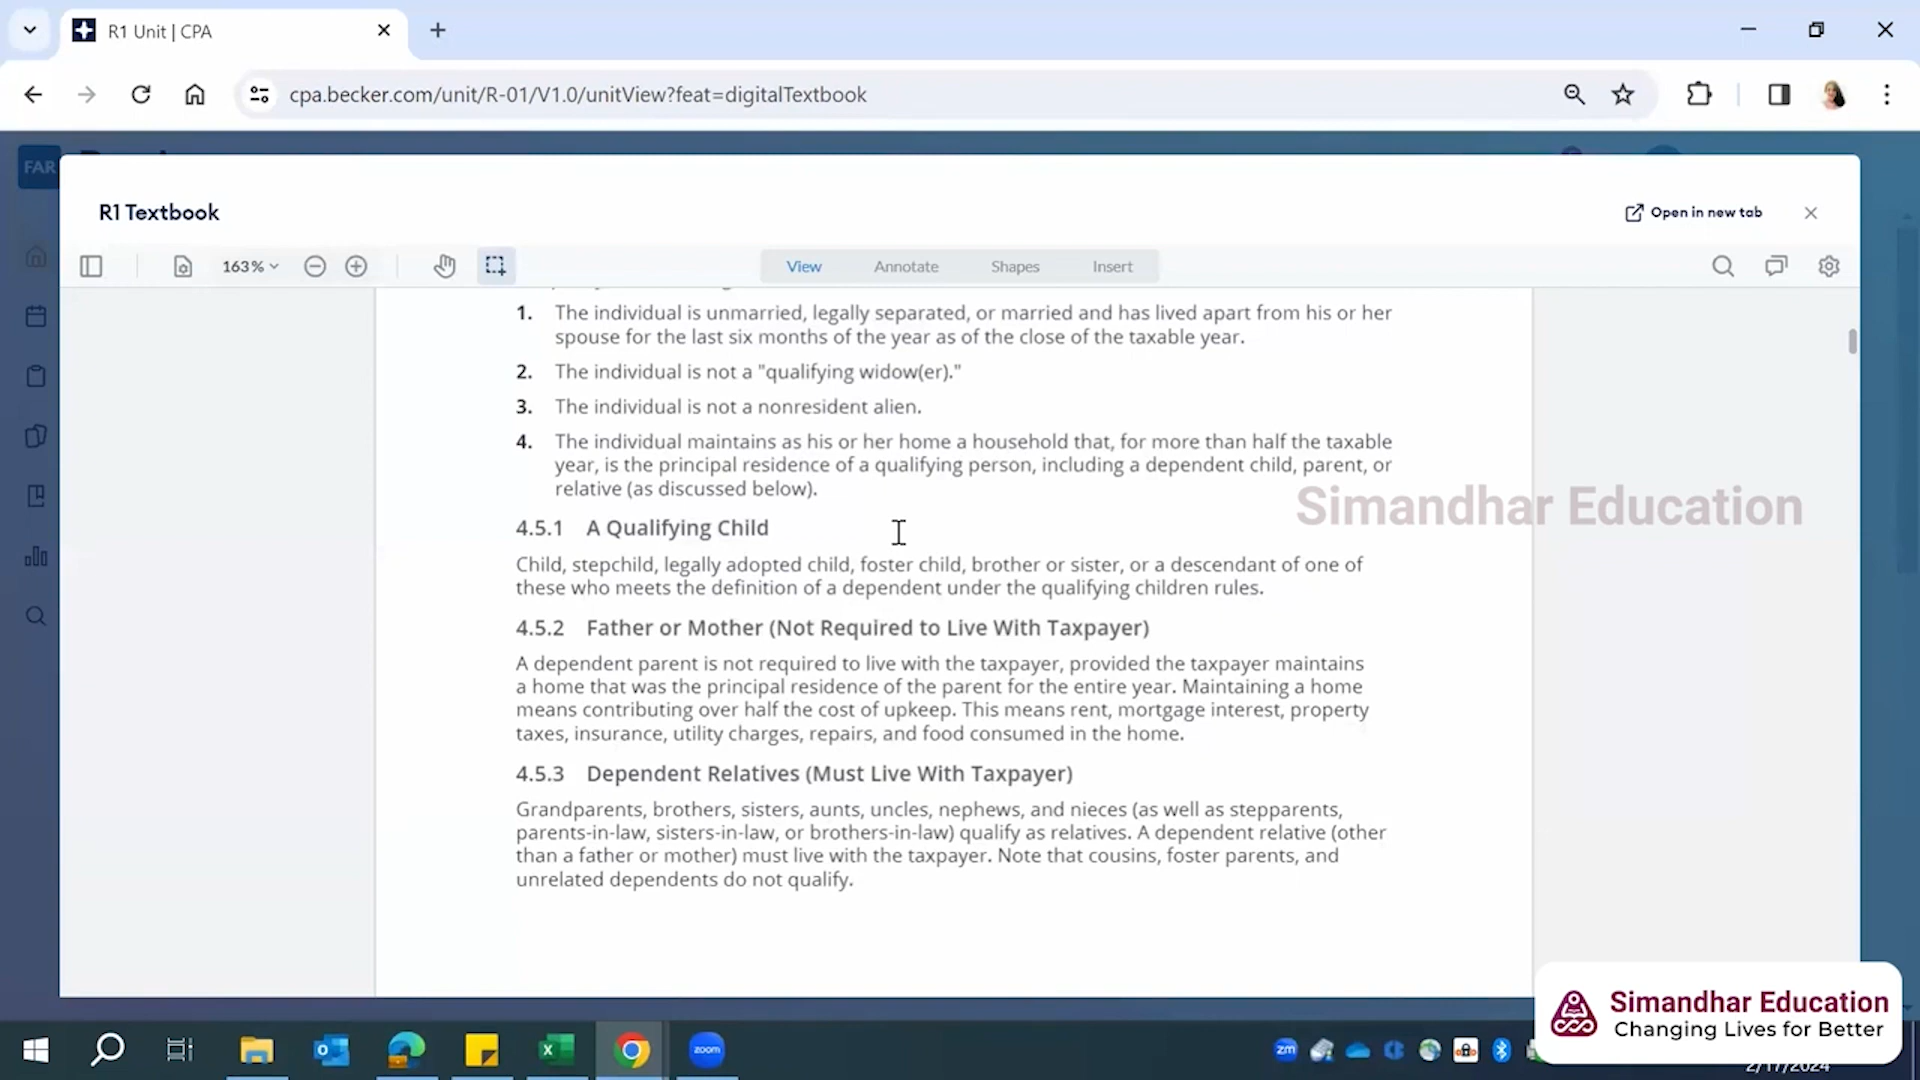 R1 Unit | CPA
cpa.becker.com/unit/R-01/V1.0/unitView?feat=digitalTextbook
FAR
R1 Textbook
Open in new tab
163%
View
Annotate
Shapes
Insert
1. The individual is unmarried, legally separated, or married and has lived apart from his or her
spouse for the last six months of the year as of the close of the taxable year.
2. The individual is not a "qualifying widow(er)."
3. The individual is not a nonresident alien.
4. The individual maintains as his or her home a household that, for more than half the taxable
year, is the principal residence of a qualifying person, including a dependent child, parent, or
relative (as discussed below).
Simandhar Education
4.5.1 A Qualifying Child
Child, stepchild, legally adopted child, foster child, brother or sister, or a descendant of one of
these who meets the definition of a dependent under the qualifying children rules.
4.5.2 Father or Mother (Not Required to Live With Taxpayer)
A dependent parent is not required to live with the taxpayer, provided the taxpayer maintains
a home that was the principal residence of the parent for the entire year. Maintaining a home
means contributing over half the cost of upkeep. This means rent, mortgage interest, property
taxes, insurance, utility charges, repairs, and food consumed in the home.
4.5.3 Dependent Relatives (Must Live With Taxpayer)
Grandparents, brothers, sisters, aunts, uncles, nephews, and nieces (as well as stepparents,
parents-in-law, sisters-in-law, or brothers-in-law) qualify as relatives. A dependent relative (other
than a father or mother) must live with the taxpayer. Note that cousins, foster parents, and
unrelated dependents do not qualify.
Simandhar Education
Changing Lives for Better
zoom
zm
2/17/2024